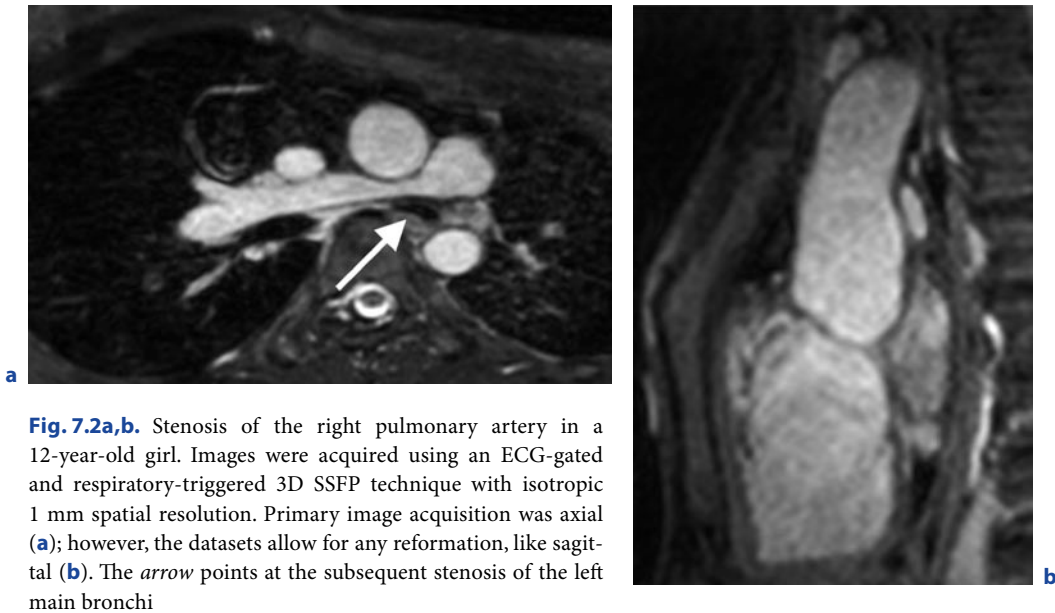 a
b
Fig. 7.2a,b. Stenosis of the right pulmonary artery in a
12-year-old girl. Images were acquired using an ECG-gated
and respiratory-triggered 3D SSFP technique with isotropic
1 mm spatial resolution. Primary image acquisition was axial
(a); however, the datasets allow for any reformation, like sagit-
tal (b). The arrow points at the subsequent stenosis of the left
main bronchi